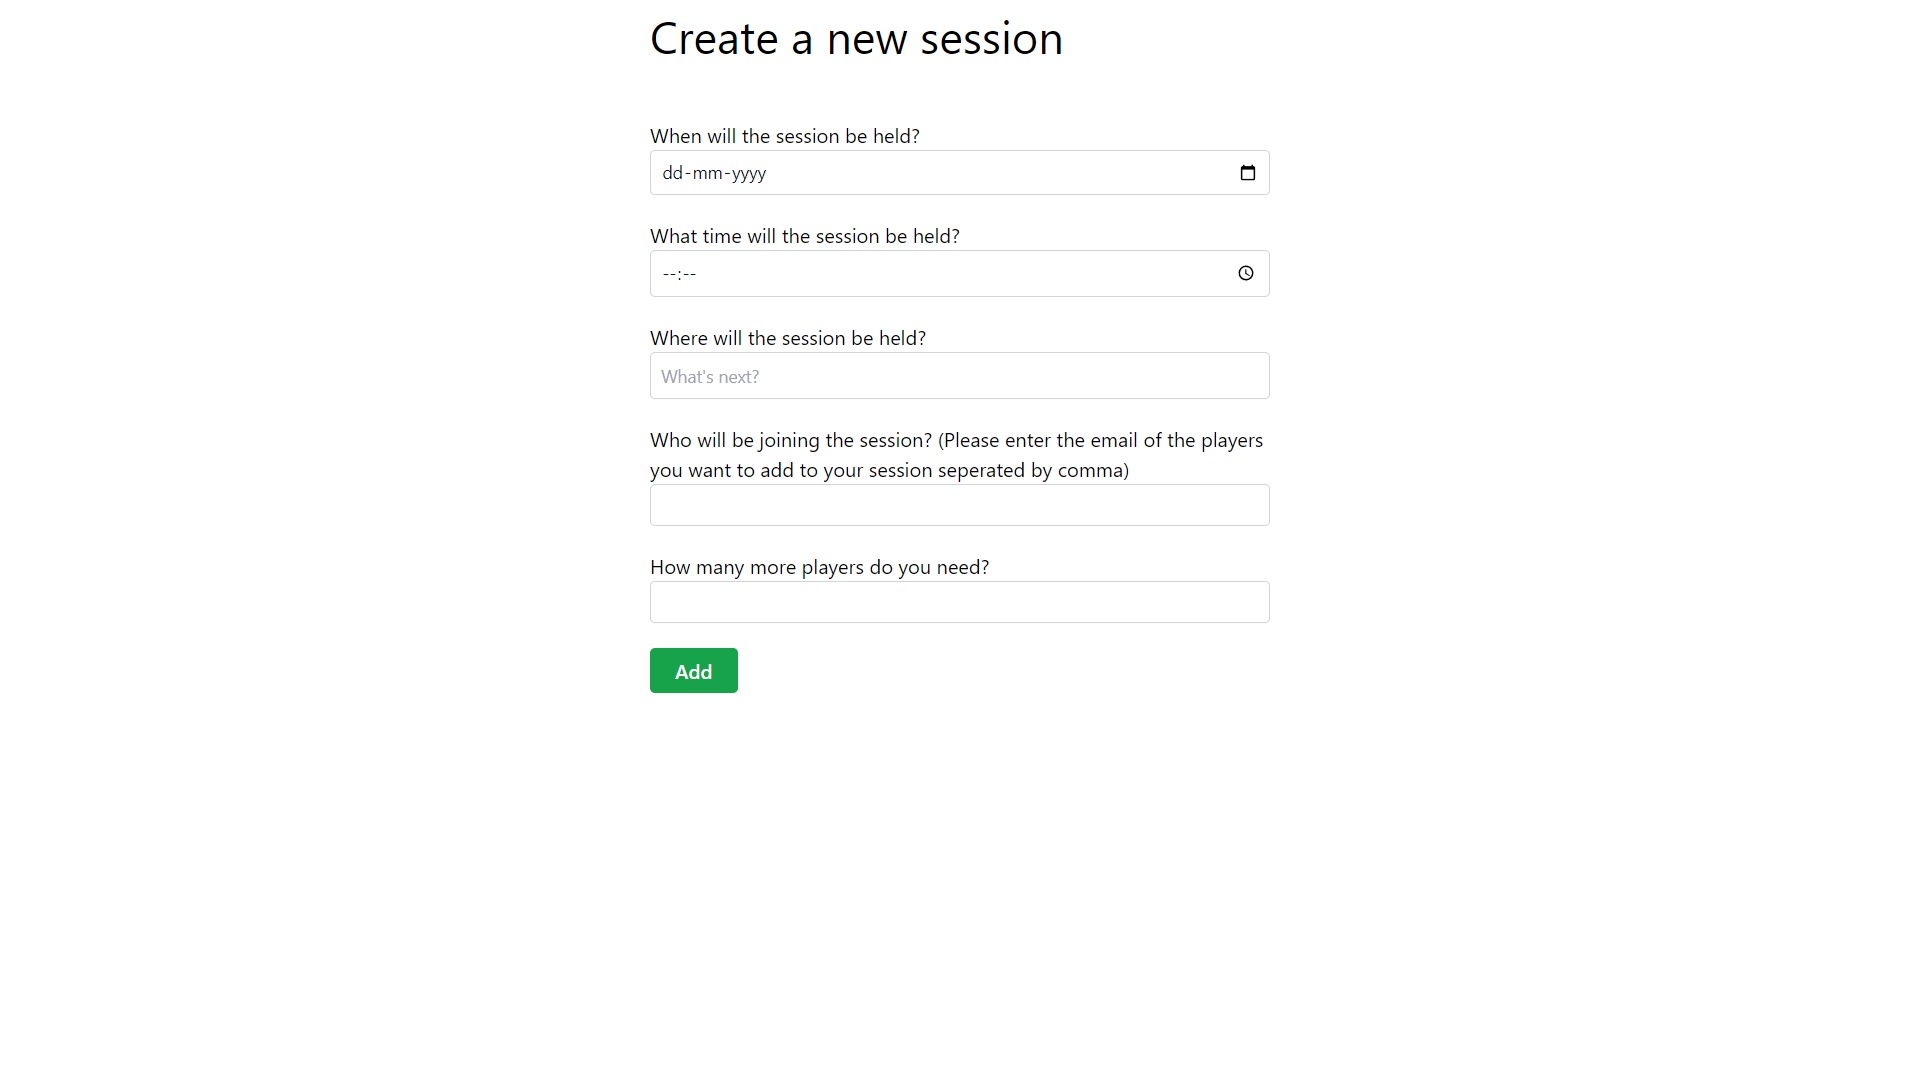 Create a new session
When will the session be held?
dd-mm-yyyy
What time will the session be held?
--:--
Where will the session be held?
What's next?
Who will be joining the session? (Please enter the email of the players
you want to add to your session seperated by comma)
How many more players do you need?
Add